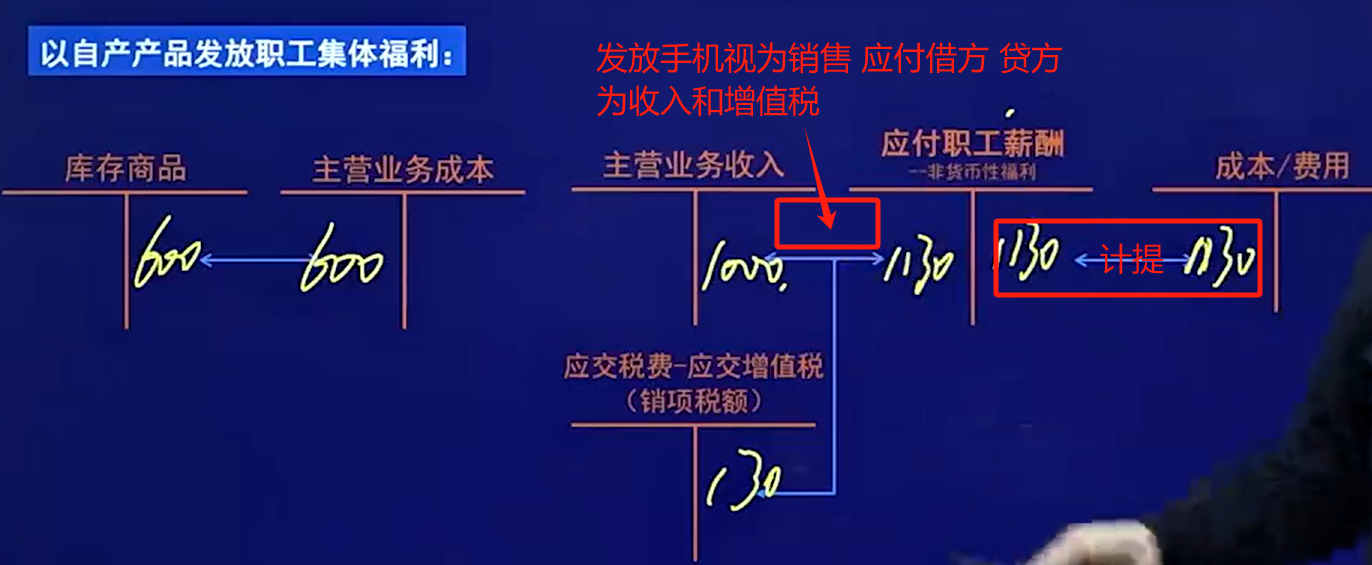 以自产产品发放职工集体福利：
发放手机视为销售 应付借方 贷方
为收入和增值税
库存商品
主营业务成本
主营业务收入
应付职工薪酬
--非货币性福利
成本/费用
600
600
1000.
1130
1130
计提
1130
应交税费-应交增值税
（销项税额）
130